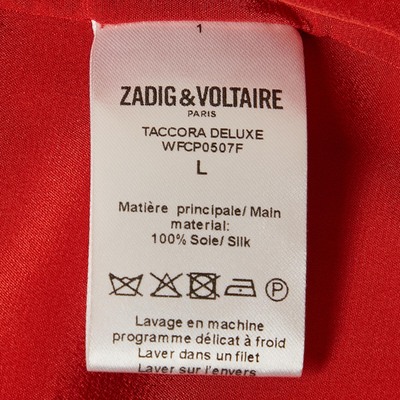 1
ZADIG&VOLTAIRE
PARIS
TACCORA DELUXE
WFCP0507F
L
Matière principale/ Main
material:
100% Soie/ Silk
P
Lavage en machine
programme délicat à froid
Laver dans un filet
Laver sur l'envers